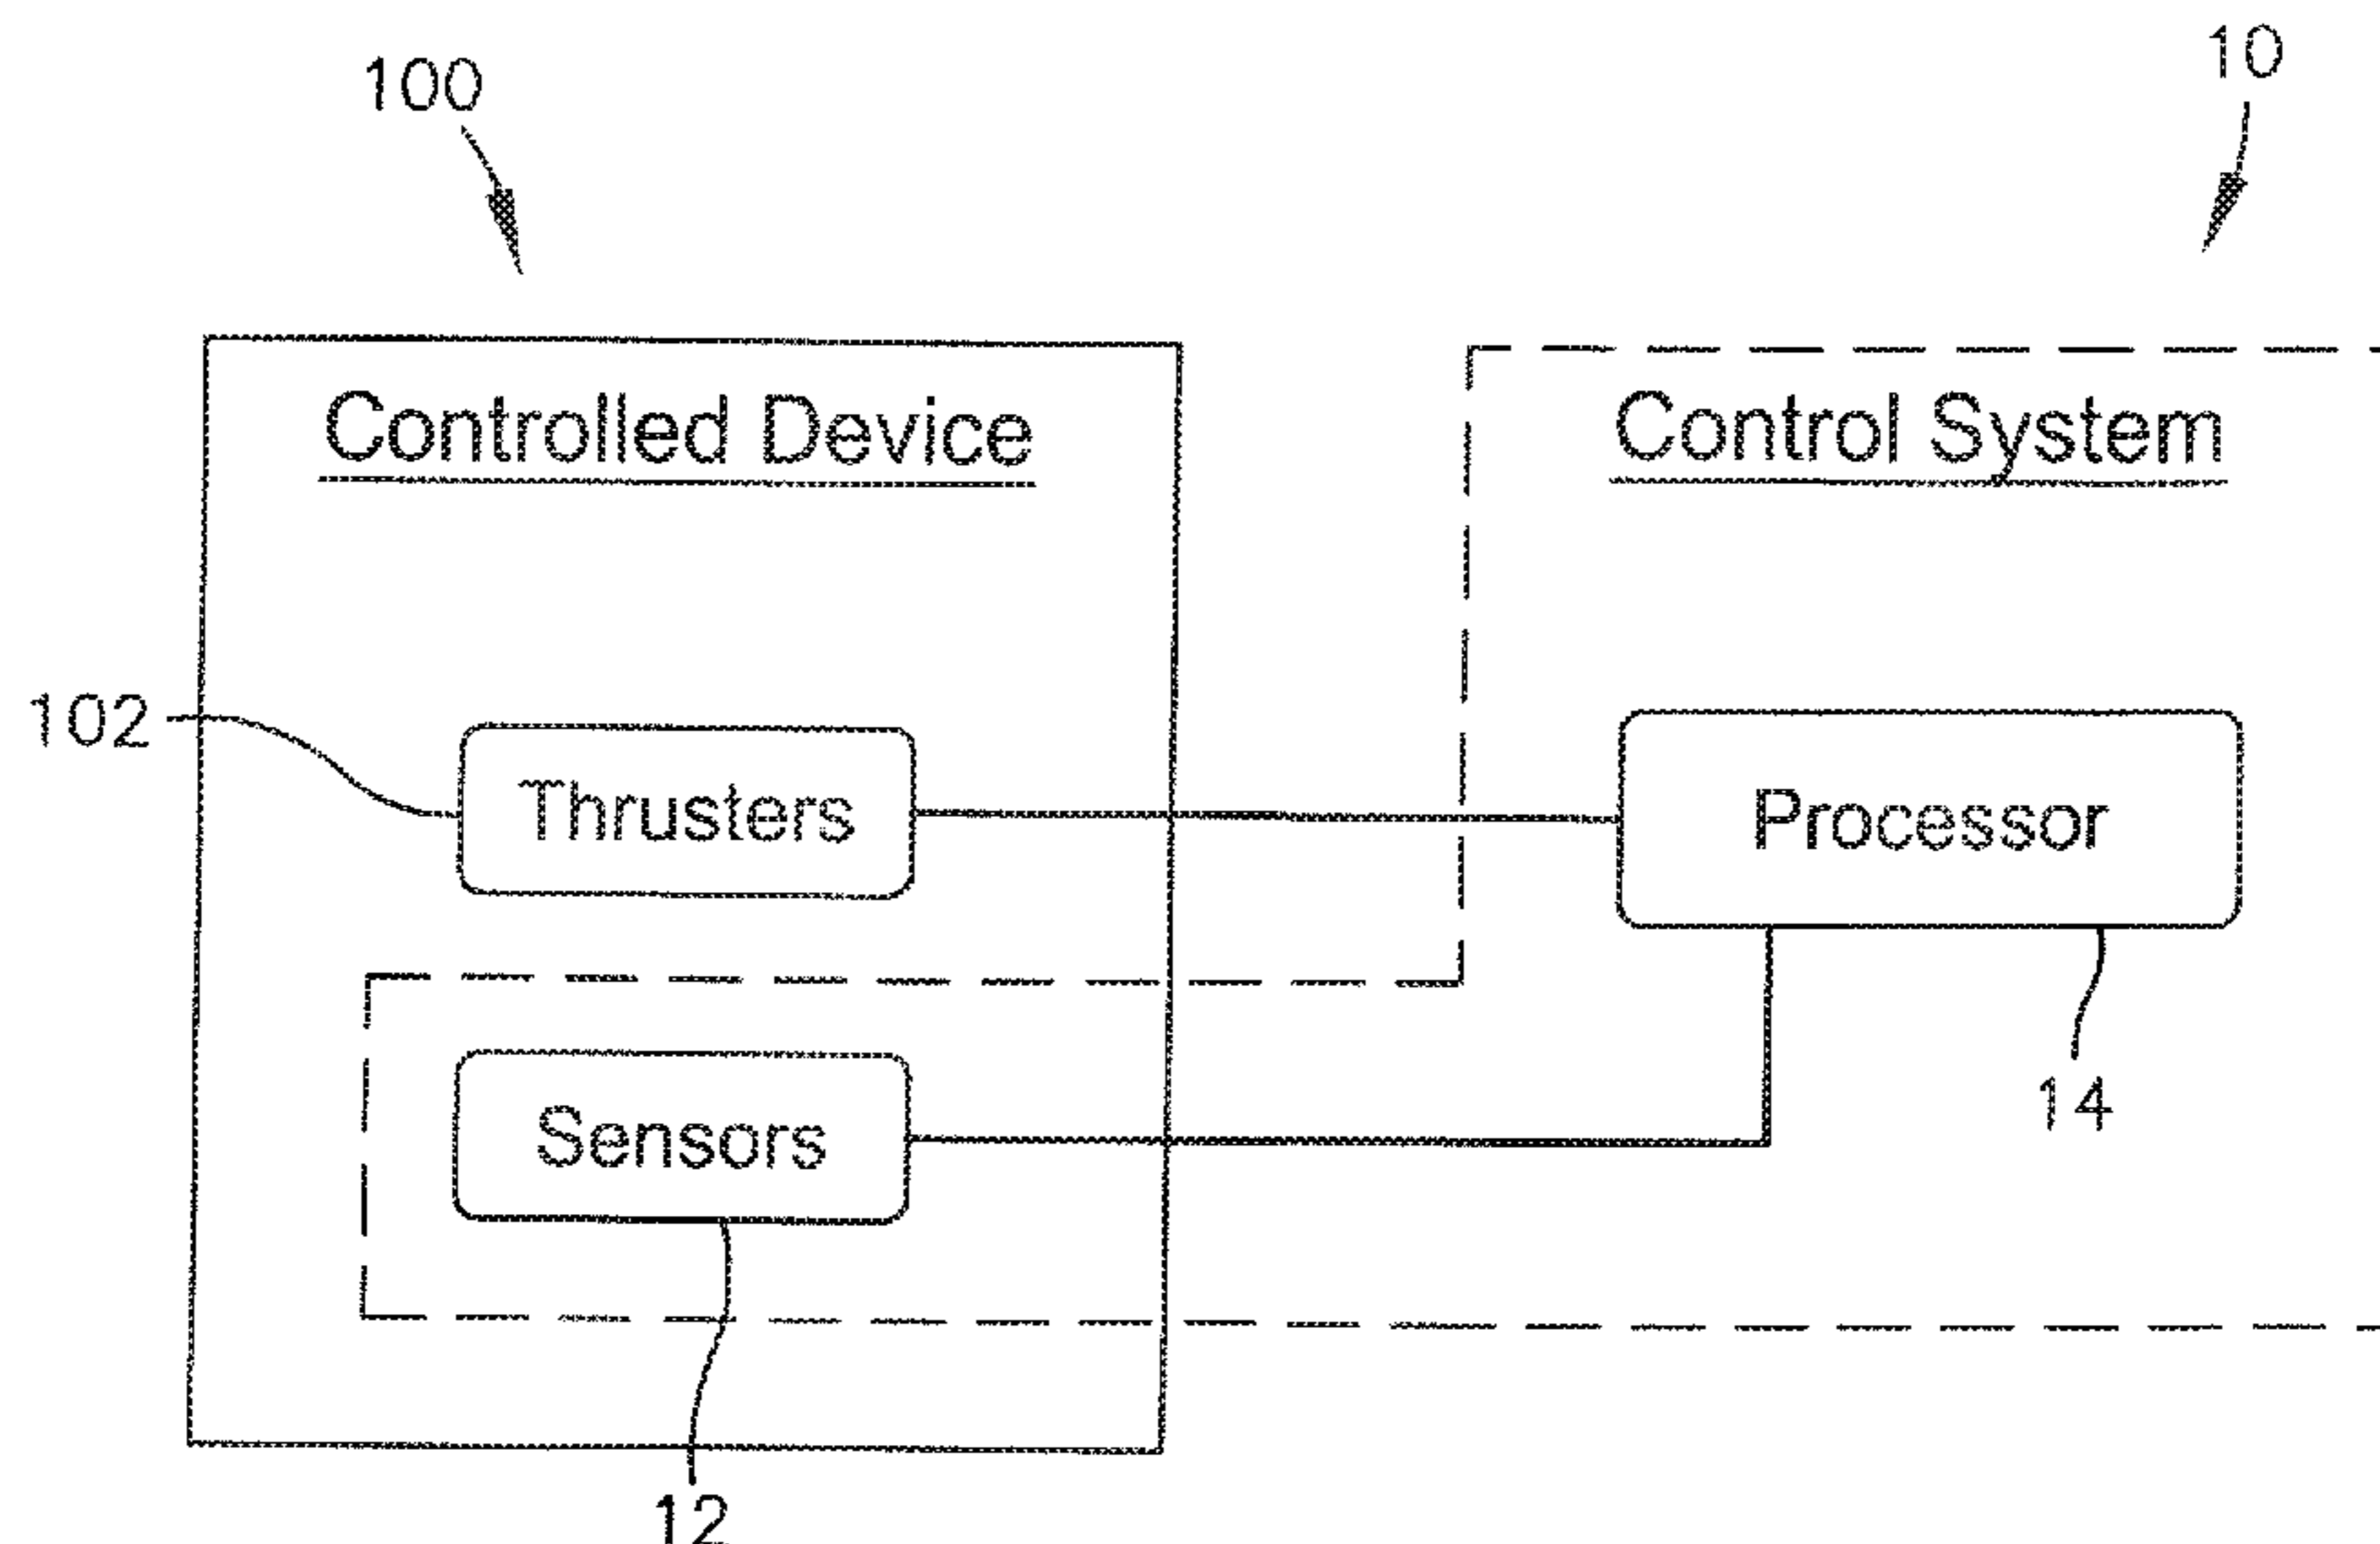 100
10
Controlled Device
Control System
102
Thrusters
Processor
Sensors
14
12